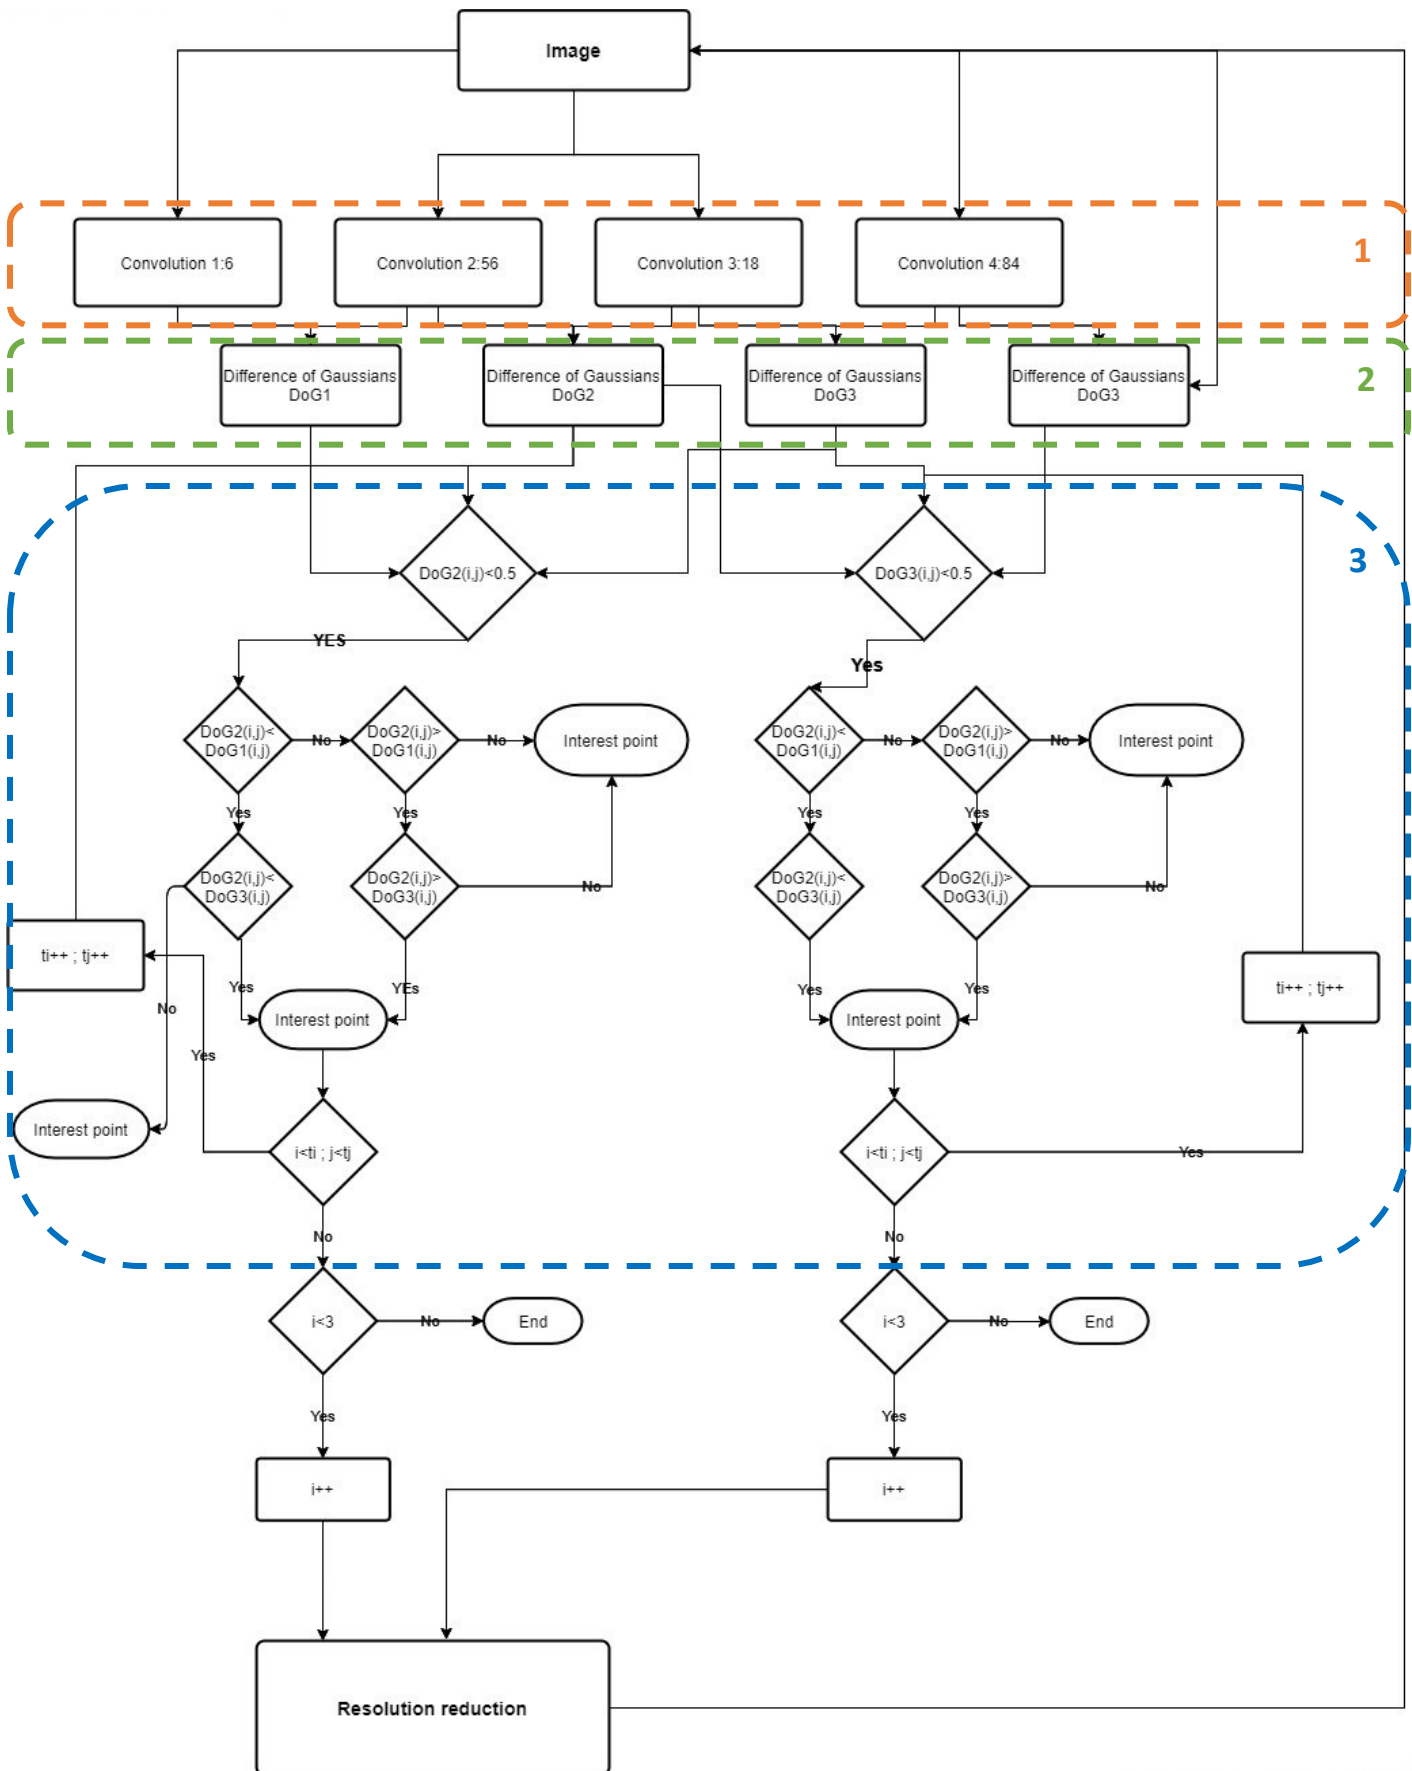 Image
Convolution 1:6
Convolution 2:56
Convolution 3:18
Convolution 4:84
1
Difference of Gaussians
DoG1
Difference of Gaussians
DoG2
Difference of Gaussians
DoG3
Difference of Gaussians
DoG3
2
3
DoG2(i,j)<0.5
DoG3(i,j)<0.5
YES
Yes
DoG2(i,j)<
DoG1(i,j)
No
DoG2(i,j)>
DoG1(i,j)
No
Interest point
DoG2(i,j)<
DoG1(i,j)
No
DoG2(i,j)>
DoG1(i,j)
No
Interest point
Yes
Yes
Yes
Yes
DoG2(i,j)<
DoG3(i,j)
DoG2(i,j)>
DoG3(i,j)
No
DoG2(i,j)<
DoG3(i,j)
DoG2(i,j)>
DoG3(i,j)
No
ti++ ; tj++
Yes
YEs
Yes
Yes
ti++ ; tj++
No
Interest point
Interest point
Yes
Interest point
i<ti ; j<tj
i<ti ; j<tj
Yes
No
No
i<3
No
End
i<3
No
End
Yes
Yes
i++
i++
Resolution reduction